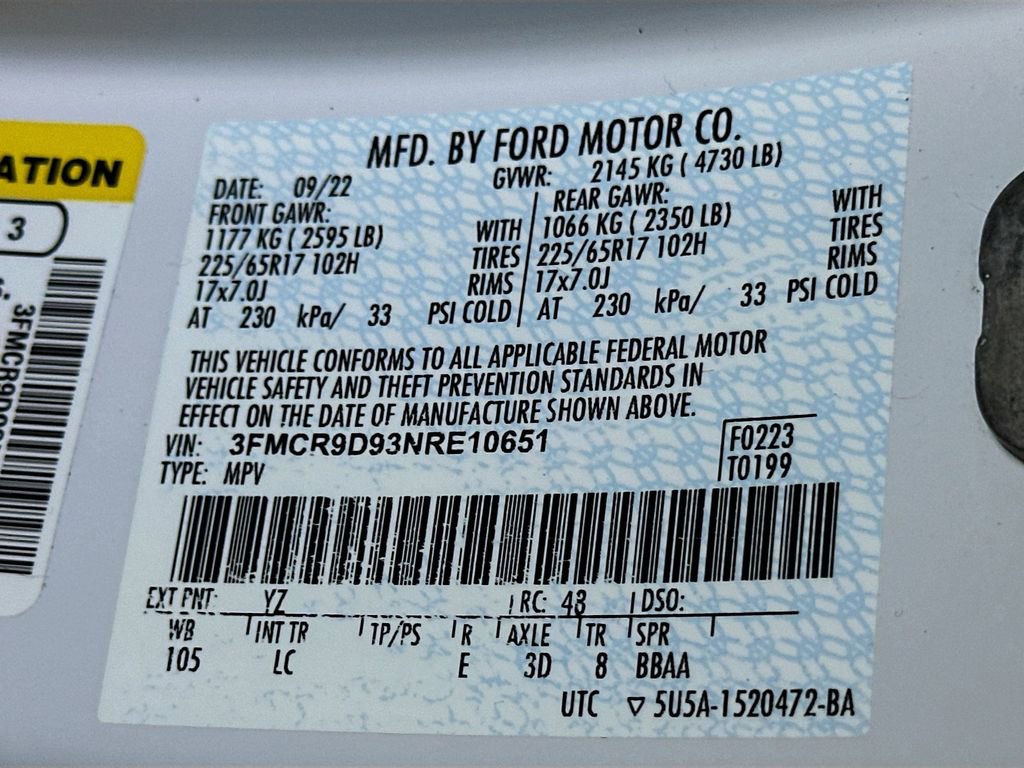 ATION
3
3FMCR9D93
MFD. BY FORD MOTOR CO.
DATE: 09/22 GVWR: 2145 KG ( 4730 LB)
FRONT GAWR: REAR GAWR:
1177 KG ( 2595 LB) WITH 1066 KG ( 2350 LB) WITH
225/65R17 102H TIRES 225/65R17 102H TIRES
17x7.0J RIMS 17x7.0J RIMS
AT 230 kPa/ 33 PSI COLD AT 230 kPa/ 33 PSI COLD
THIS VEHICLE CONFORMS TO ALL APPLICABLE FEDERAL MOTOR
VEHICLE SAFETY AND THEFT PREVENTION STANDARDS IN
EFFECT ON THE DATE OF MANUFACTURE SHOWN ABOVE.
VIN: 3FMCR9D93NRE10651 F0223
TYPE: MPV T0199
EXT PNT: YZ RC: 43 DSO:
WB INT TR TP/PS R AXLE TR SPR
105 LC E 3D 8 BBAA
UTC ▽ 5U5A-1520472-BA